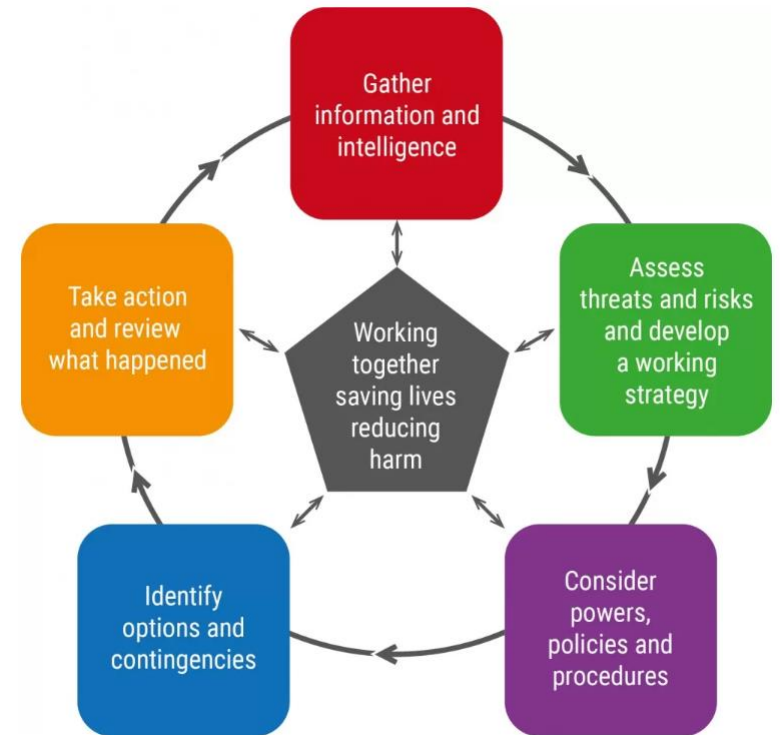 Gather
information and
intelligence
Assess
threats and risks
and develop
a working
strategy
Consider
powers,
policies and
procedures
Identify
options and
contingencies
Take action
and review
what happened
Working
together
saving lives
reducing
harm